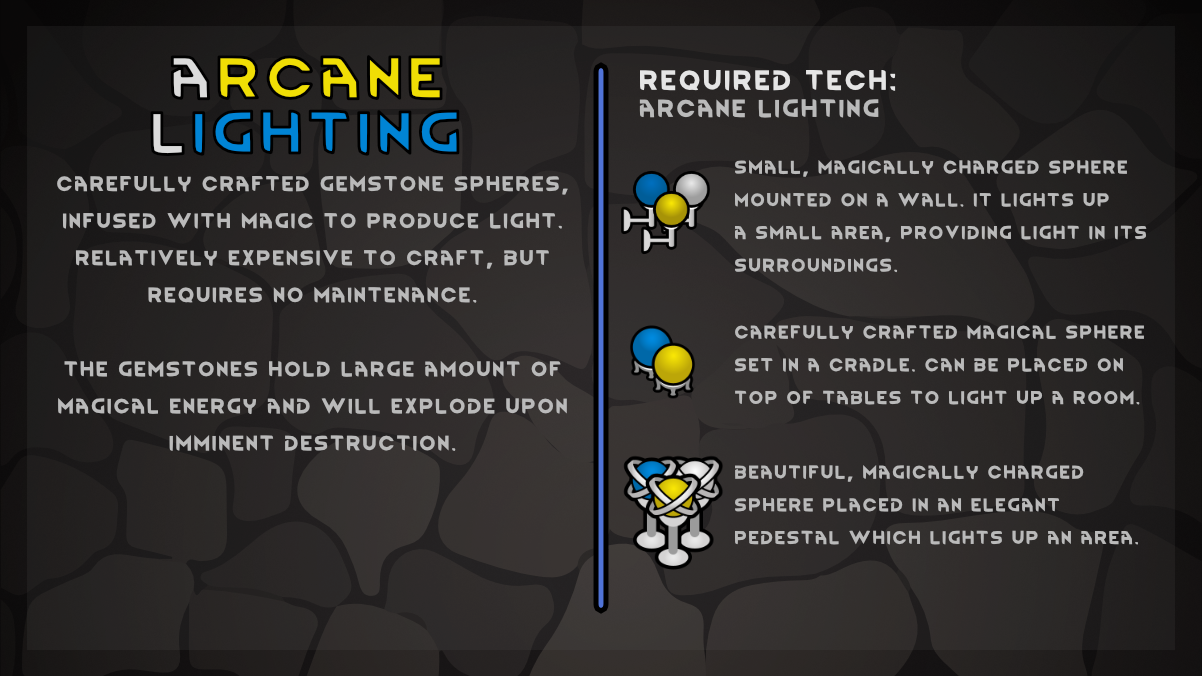 ARCANE
LIGHTING
CAREFULLY CRAFTED GEMSTONE SPHERES,
INFUSED WITH MAGIC TO PRODUCE LIGHT.
RELATIVELY EXPENSIVE TO CRAFT, BUT
REQUIRES NO MAINTENANCE.
THE GEMSTONES HOLD LARGE AMOUNT OF
MAGICAL ENERGY AND WILL EXPLODE UPON
IMMINENT DESTRUCTION.
REQUIRED TECH:
ARCANE LIGHTING
SMALL, MAGICALLY CHARGED SPHERE
MOUNTED ON A WALL. IT LIGHTS UP
A SMALL AREA, PROVIDING LIGHT IN ITS
SURROUNDINGS.
CAREFULLY CRAFTED MAGICAL SPHERE
SET IN A CRADLE. CAN BE PLACED ON
TOP OF TABLES TO LIGHT UP A ROOM.
BEAUTIFUL, MAGICALLY CHARGED
SPHERE PLACED IN AN ELEGANT
PEDESTAL WHICH LIGHTS UP AN AREA.